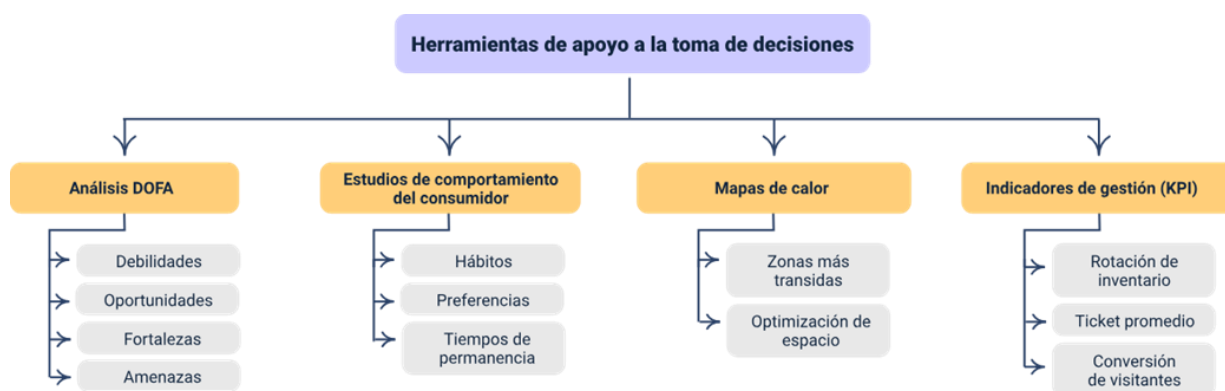 Herramientas de apoyo a la toma de decisiones
Análisis DOFA
Debilidades
Oportunidades
Fortalezas
Amenazas
Estudios de comportamiento
del consumidor
Hábitos
Preferencias
Tiempos de
permanencia
Mapas de calor
Zonas más
transidas
Optimización de
espacio
Indicadores de gestión (KPI)
Rotación de
inventario
Ticket promedio
Conversión
de visitantes